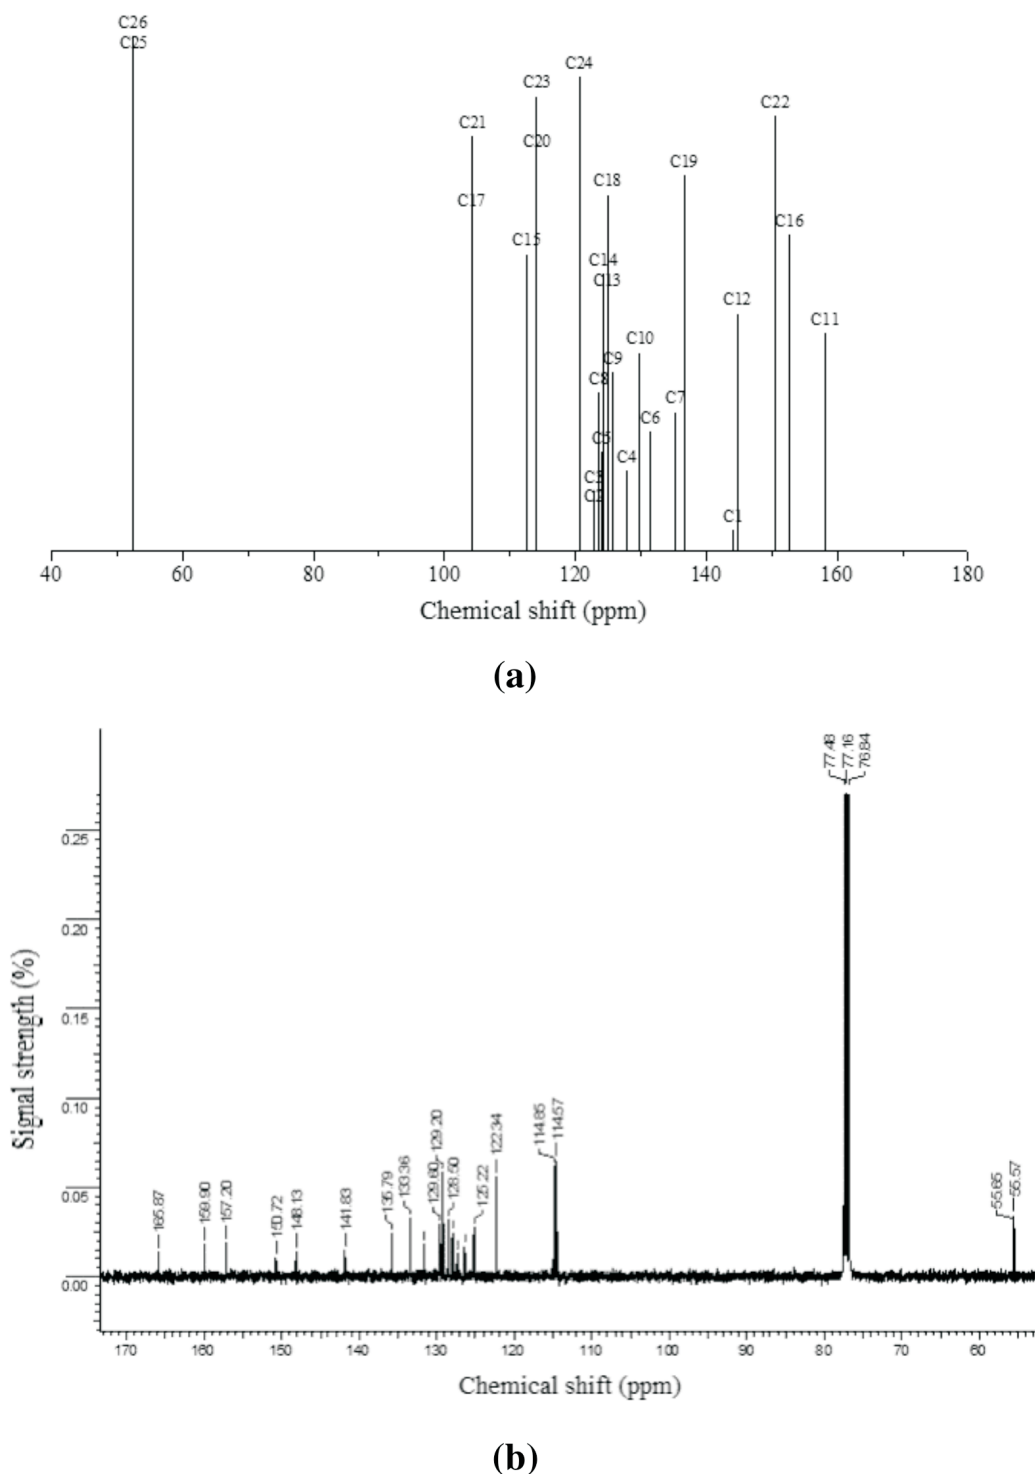 C26
C25
C24
C23
C22
C21
C20
C19
C18
C17
C16
C15
C14
C13
C12
C11
C10
C9
C8
C7
C6
C5
C4
C3
C2
C1
40 60 80 100 120 140 160 180
Chemical shift (ppm)
(a)
77.48
77.16
76.84
0.25
0.20
0.15
0.10
0.05
0.00
Signal strength (%)
165.87
159.90
157.20
150.72
148.13
141.83
135.79
133.36
129.60
129.20
128.50
125.22
122.34
114.85
114.57
55.65
55.57
170 160 150 140 130 120 110 100 90 80 70 60
Chemical shift (ppm)
(b)